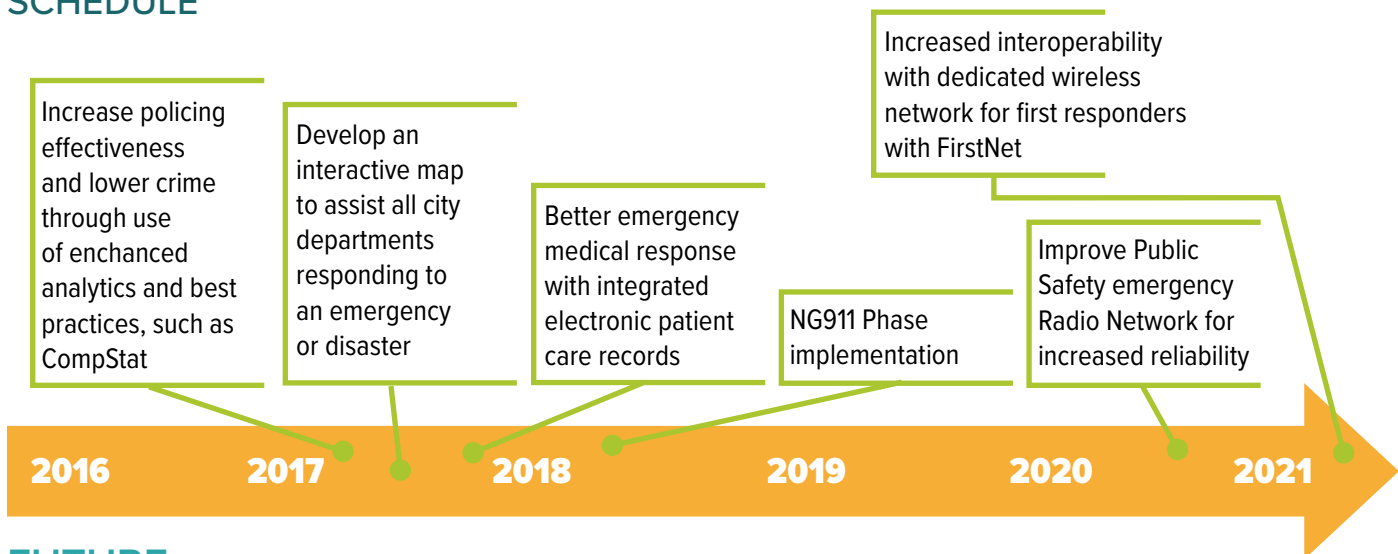 SCHEDULE
Increase policing
effectiveness
and lower crime
through use
of enchanced
analytics and best
practices, such as
CompStat
Develop an
interactive map
to assist all city
departments
responding to
an emergency
or disaster
Better emergency
medical response
with integrated
electronic patient
care records
NG911 Phase
implementation
Increased interoperability
with dedicated wireless
network for first responders
with FirstNet
Improve Public
Safety emergency
Radio Network for
increased reliability
2016 2017 2018 2019 2020 2021
FUTURE